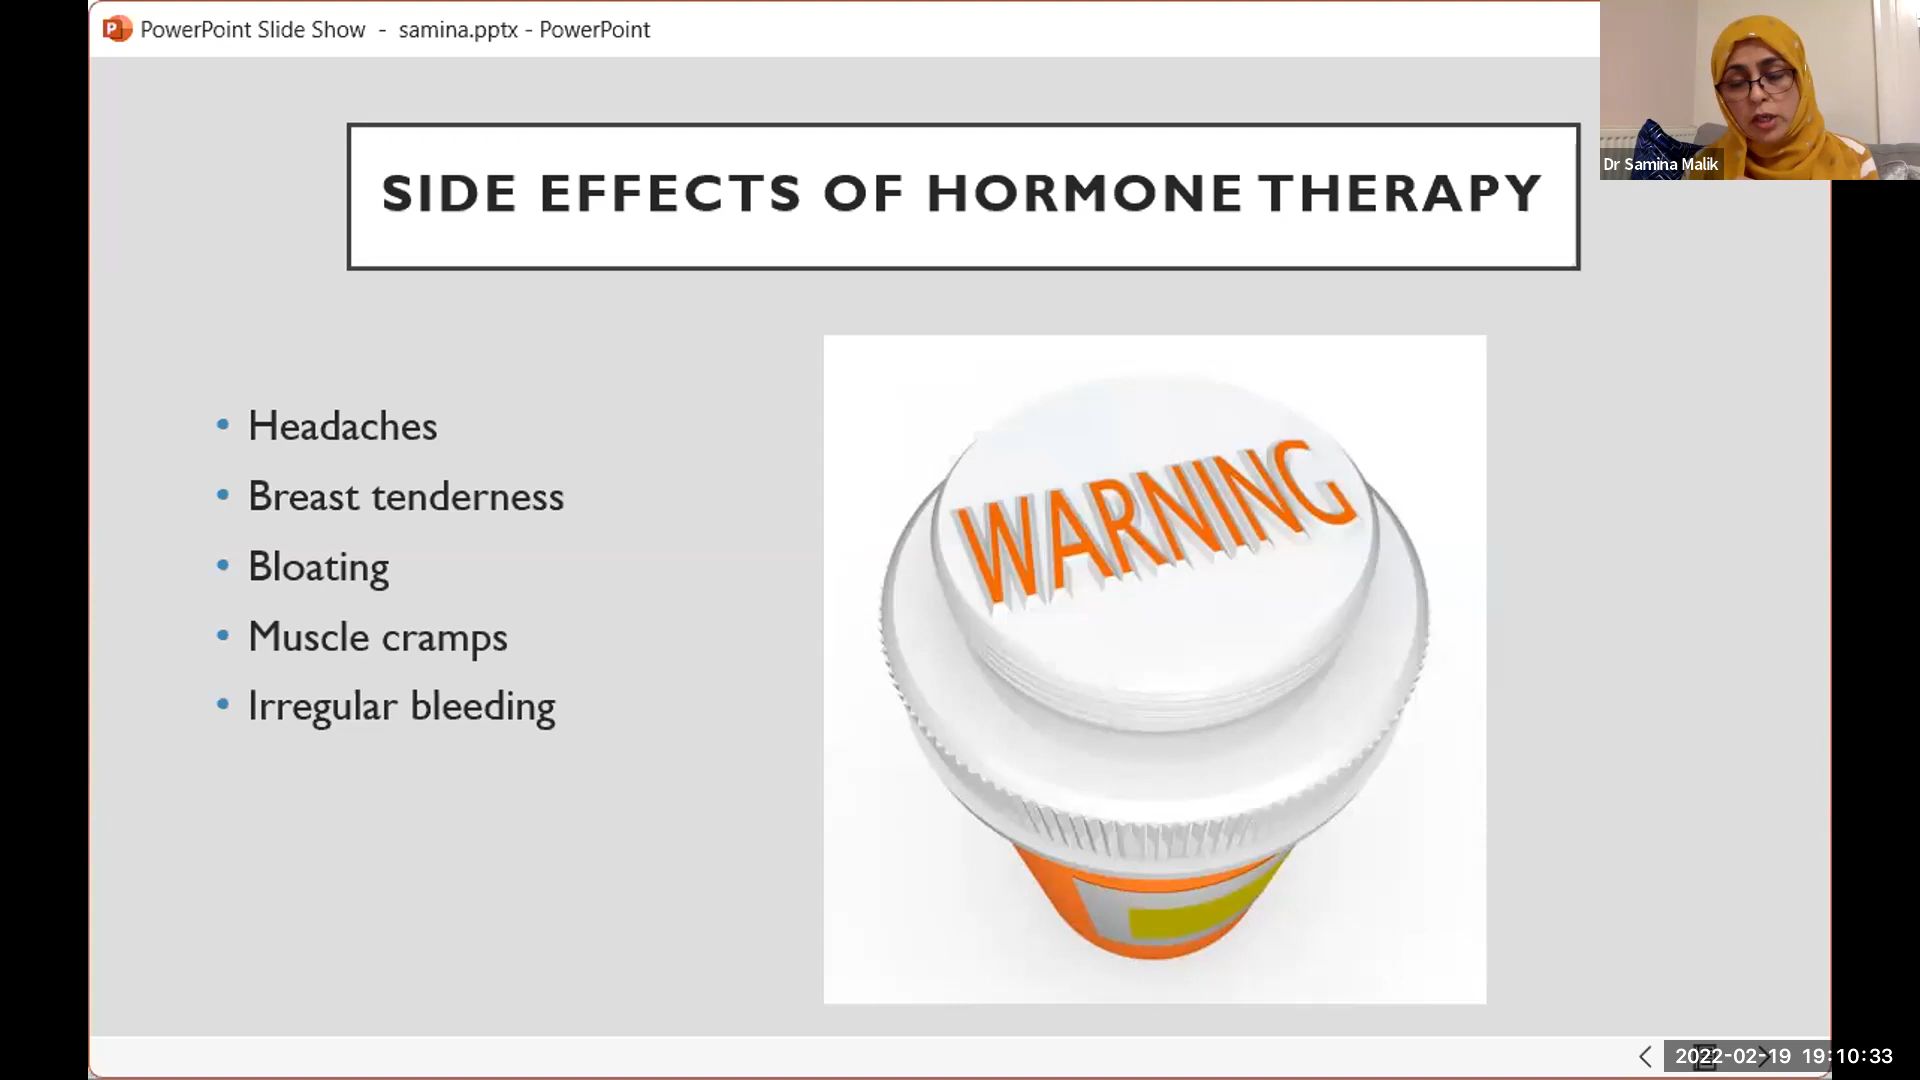 PowerPoint Slide Show - samina.pptx - PowerPoint
Dr Samina Malik
SIDE EFFECTS OF HORMONE THERAPY
• Headaches
• Breast tenderness
• Bloating
• Muscle cramps
• Irregular bleeding
WARNING
2022-02-19 19:10:33